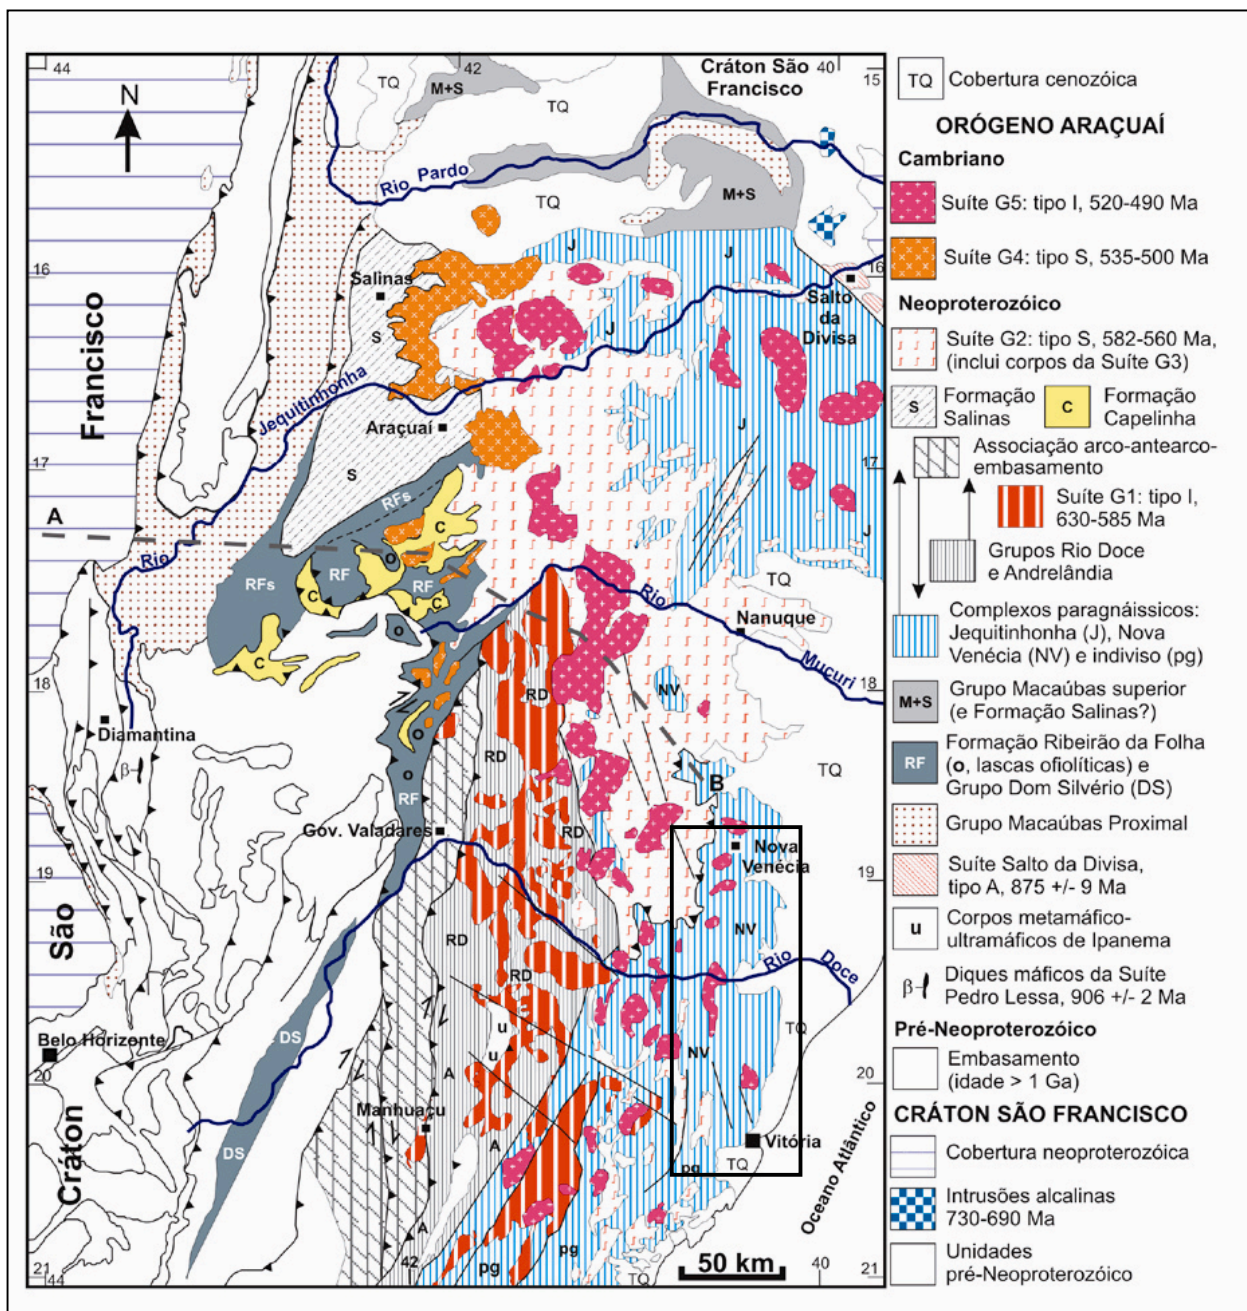 44
42
40
15
N
TQ
M+S
Cráton São
Francisco
TQ
Rio Pardo
TQ
M+S
J
J
16
16
Salinas
Salto
da
Divisa
S
J
Francisco
Jequitinhonha
Araçuaí
J
17
17
S
RFs
C
A
C
o
Rio
RFs
RF
RF
J
C
C
TQ
Rio
Nanuque
o
C
Mucuri
18
18
RD
NV
Diamantina
β
RD
o
TQ
B
o
RF
Gov. Valadares
RD
Nova
Venécia
19
19
São
RD
NV
RD
Rio Doce
u
DS
u
NV
TQ
Belo Horizonte
20
20
A
Manhuaçu
Vitória
A
pg
TQ
DS
Cráton
Oceano Atlântico
A
pg
pg
50 km
TQ
21
44
42
40
21
TQ Cobertura cenozóica
ORÓGENO ARAÇUAÍ
Cambriano
Suíte G5: tipo I, 520-490 Ma
Suíte G4: tipo S, 535-500 Ma
Neoproterozóico
Suíte G2: tipo S, 582-560 Ma,
(inclui corpos da Suíte G3)
S Formação
Salinas
C Formação
Capelinha
Associação arco-antearco-
embasamento
Suíte G1: tipo I,
630-585 Ma
Grupos Rio Doce
e Andrelândia
Complexos paragnáissicos:
Jequitinhonha (J), Nova
Venécia (NV) e indiviso (pg)
M+S Grupo Macaúbas superior
(e Formação Salinas?)
RF Formação Ribeirão da Folha
(o, lascas ofiolíticas) e
Grupo Dom Silvério (DS)
Grupo Macaúbas Proximal
Suíte Salto da Divisa,
tipo A, 875 +/- 9 Ma
u Corpos metamáfico-
ultramáficos de Ipanema
β Diques máficos da Suíte
Pedro Lessa, 906 +/- 2 Ma
Pré-Neoproterozóico
Embasamento
(idade > 1 Ga)
CRÁTON SÃO FRANCISCO
Cobertura neoproterozóica
Intrusões alcalinas
730-690 Ma
Unidades
pré-Neoproterozóico